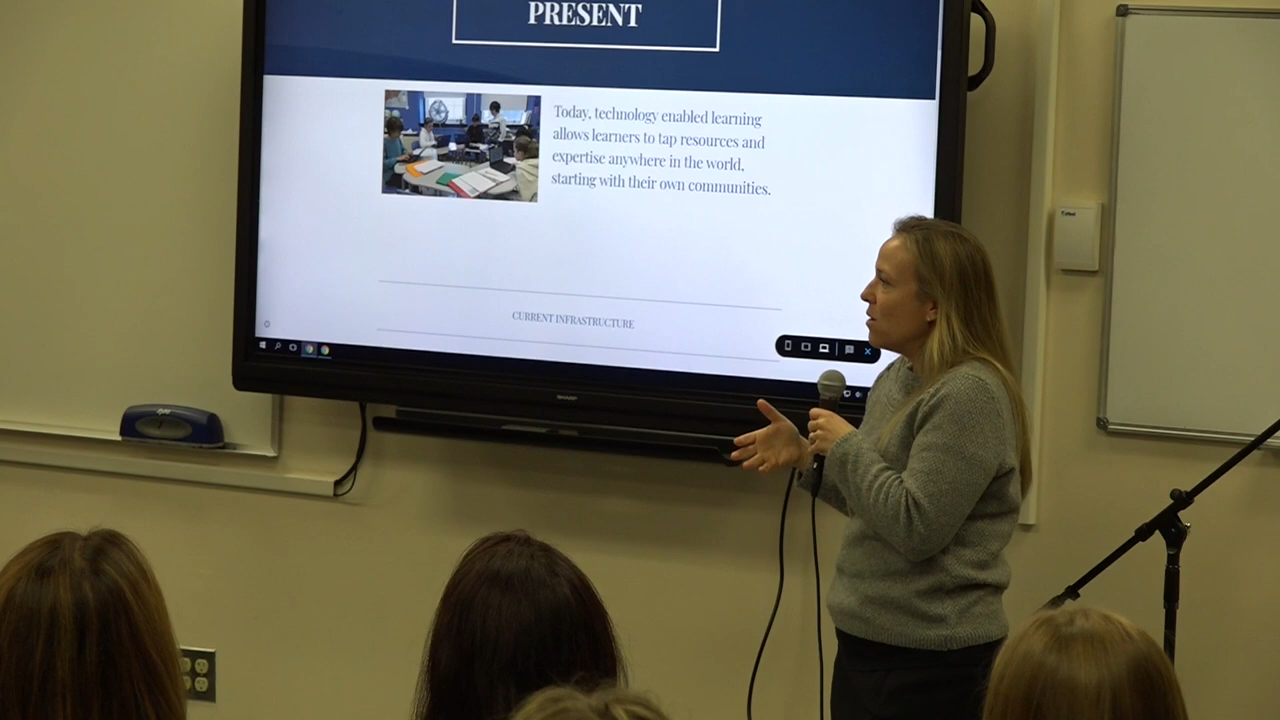 PRESENT
Today, technology enabled learning
allows learners to tap resources and
expertise anywhere in the world,
starting with their own communities.
CURRENT INFRASTRUCTURE
SHARP